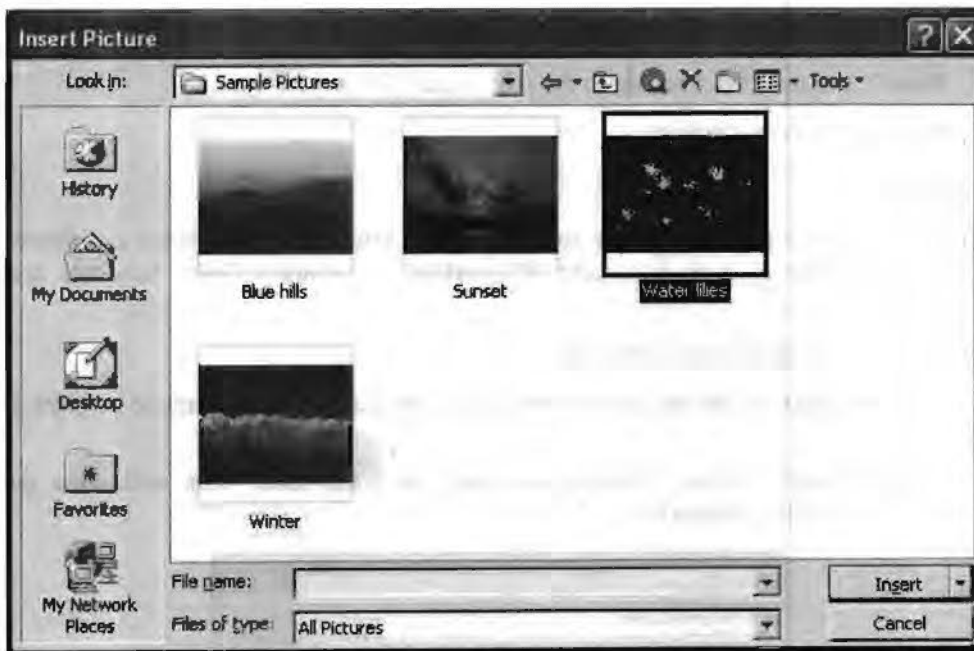 Insert Picture
Look in:
Sample Pictures
Tools
History
My Documents
Desktop
Favorites
My Network
Places
Blue hills
Sunset
Water lilies
Winter
File name:
Insert
Files of type:
All Pictures
Cancel